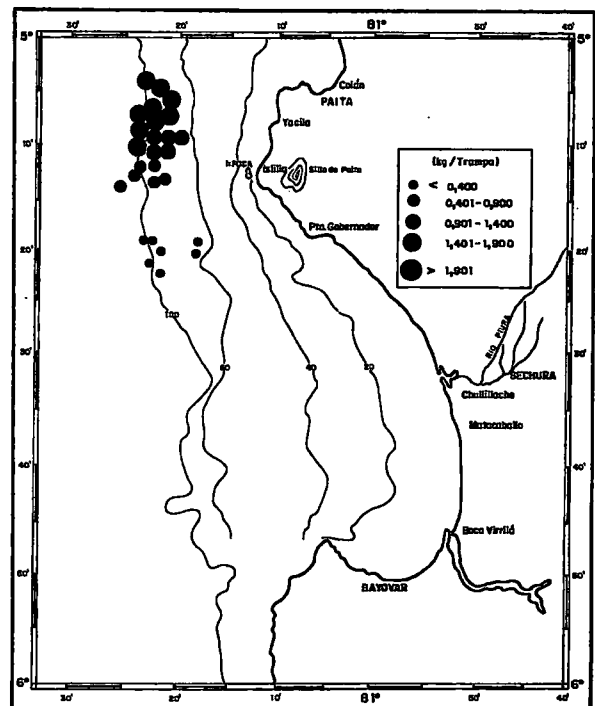 30' 20' 10' 81° 50' 40'
5° 5°
Colán
PAITA
Yacila
Islilla
Silla de Paita
10' 10'
(kg/Trampa)
< 0,400
0,401-0,900
0,901-1,400
1,401-1,900
> 1,901
Pta. Gobernador
20' 20'
RIO PIURA
100
30' 30'
80 40 20
SECHURA
Chullillache
Matacaballo
40' 40'
Boca Virrilá
50' 50'
BAYOVAR
6° 6°
30' 20' 10' 81° 50' 40'